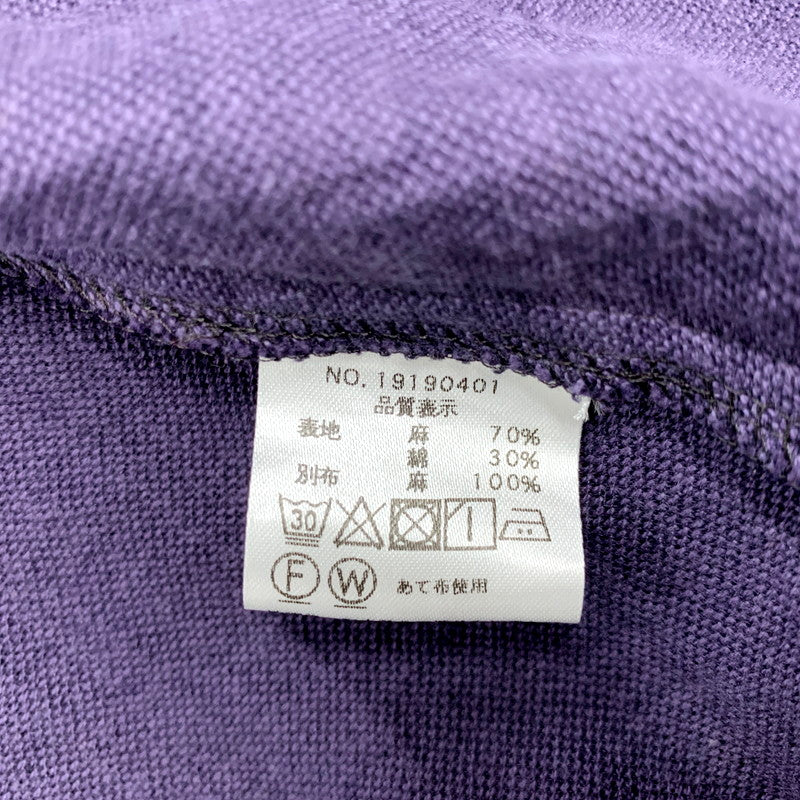 NO. 19190401
品質表示
表地 麻 70%
綿 30%
別布 麻 100%
30
F W あて布使用